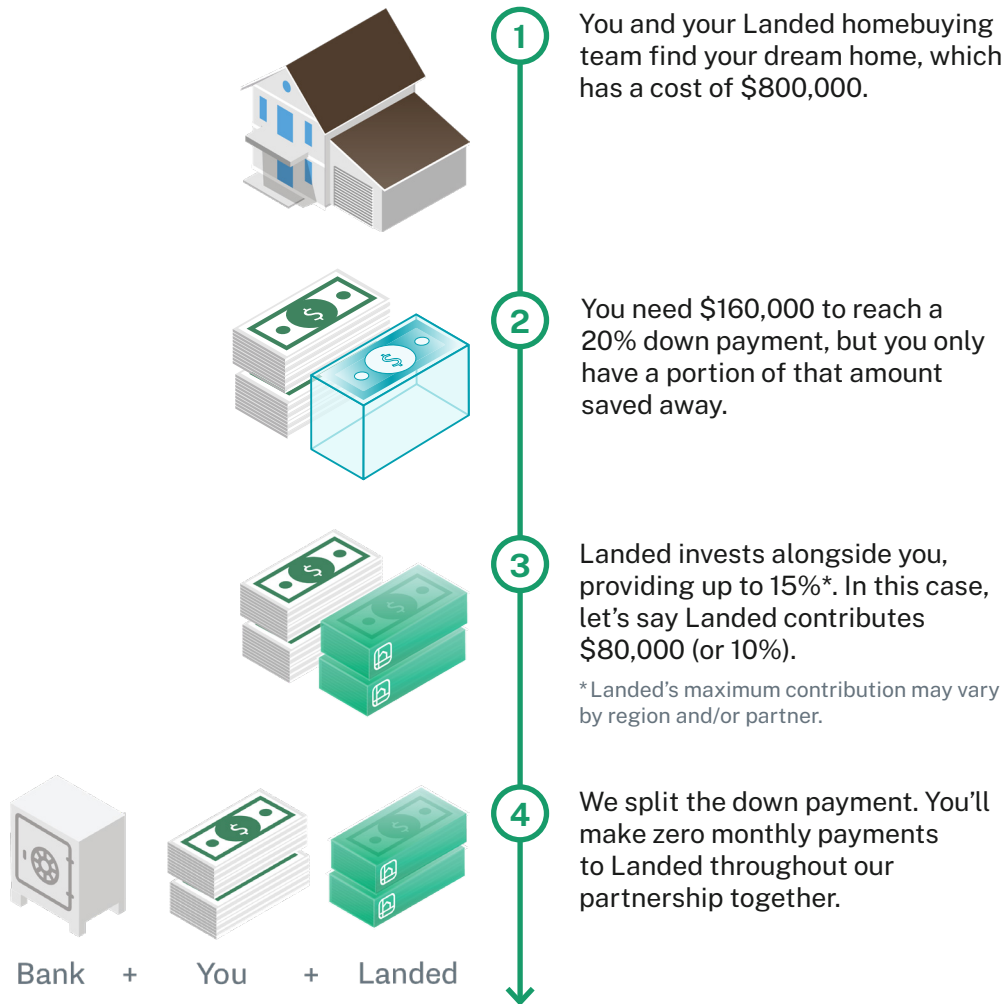 1
You and your Landed homebuying
team find your dream home, which
has a cost of $800,000.
$
$
2
You need $160,000 to reach a
20% down payment, but you only
have a portion of that amount
saved away.
$
$
3
Landed invests alongside you,
providing up to 15%*. In this case,
let’s say Landed contributes
$80,000 (or 10%).
*Landed’s maximum contribution may vary
by region and/or partner.
$
$
4
We split the down payment. You’ll
make zero monthly payments
to Landed throughout our
partnership together.
Bank + You + Landed